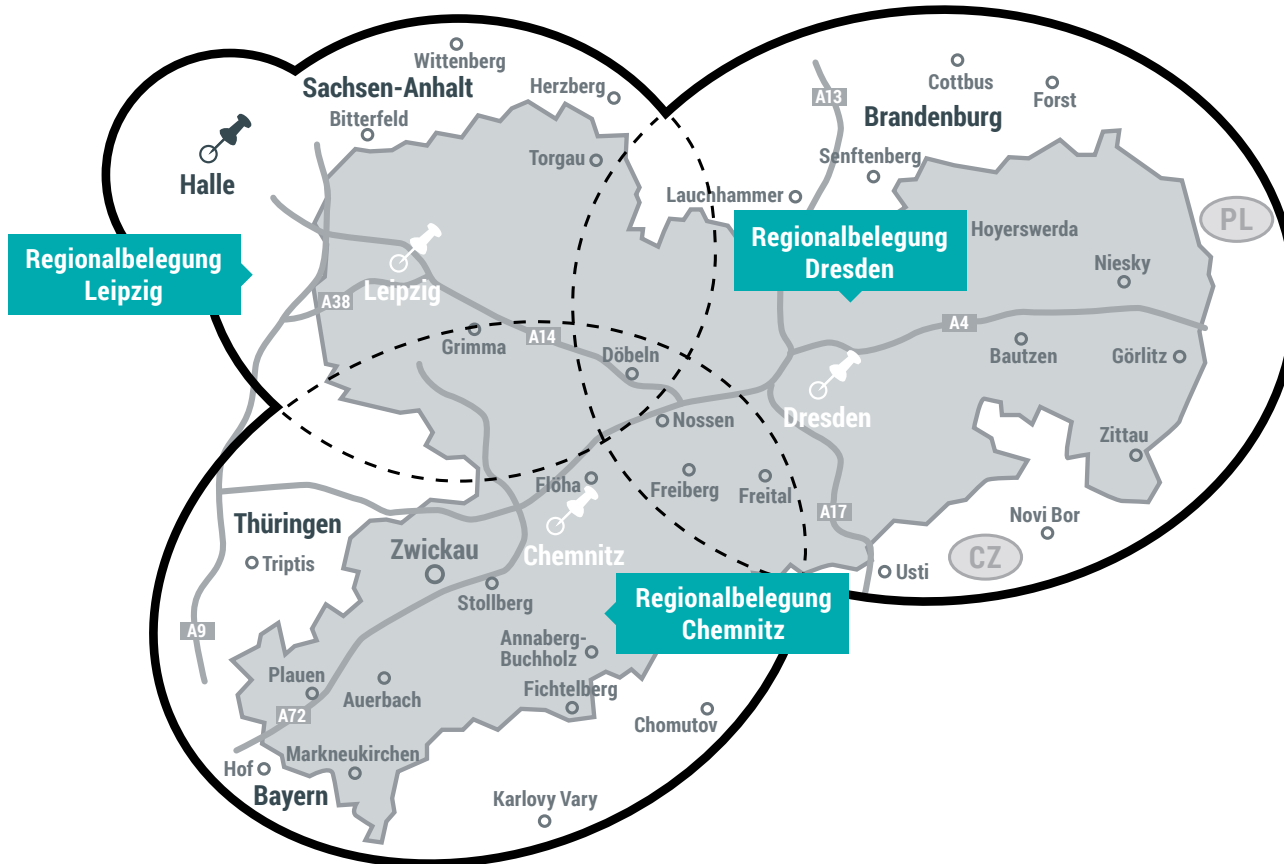 Wittenberg
Cottbus
Sachsen-Anhalt
Herzberg
A13
Forst
Bitterfeld
Brandenburg
Torgau
Senftenberg
Halle
Lauchhammer
PL
Regionalbelegung
Dresden
Hoyerswerda
Regionalbelegung
Leipzig
Niesky
Leipzig
A38
A14
A4
Grimma
Döbeln
Bautzen
Görlitz
Dresden
Nossen
Zittau
Flöha
Freiberg
Freital
A17
Novi Bor
Thüringen
Triptis
Zwickau
Chemnitz
CZ
Usti
Stollberg
Regionalbelegung
Chemnitz
A9
Annaberg-
Buchholz
Plauen
Auerbach
Fichtelberg
A72
Chomutov
Markneukirchen
Hof
Bayern
Karlovy Vary